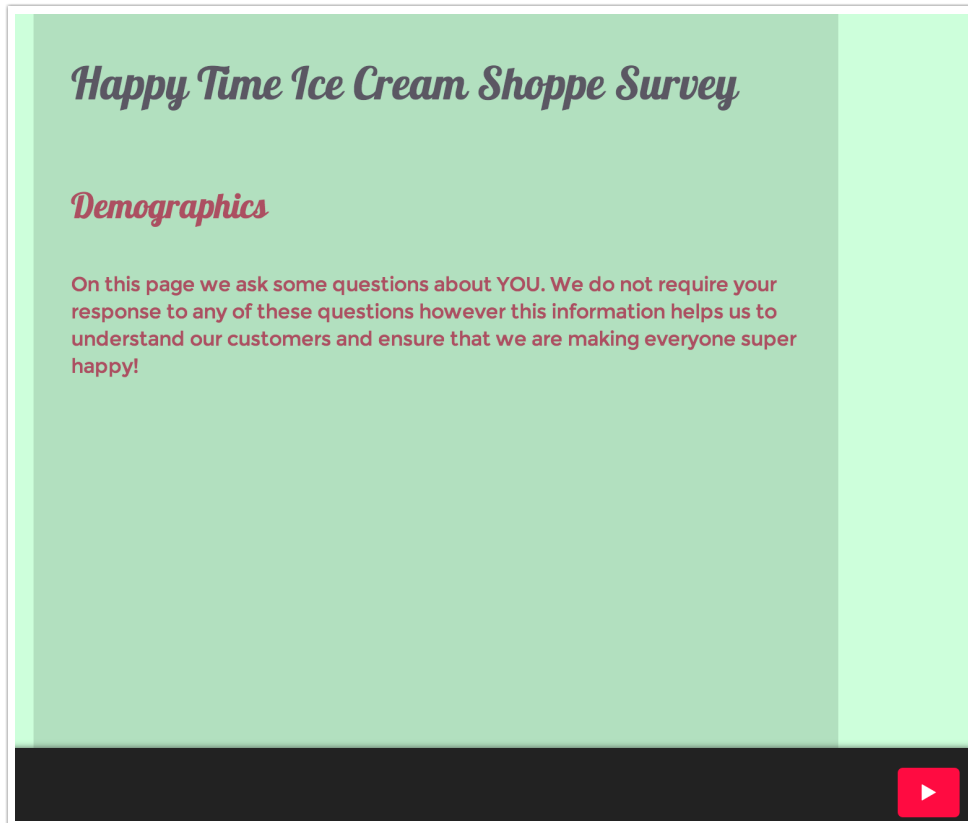 Happy Time Ice Cream Shoppe Survey
Demographics
On this page we ask some questions about YOU. We do not require your
response to any of these questions however this information helps us to
understand our customers and ensure that we are making everyone super
happy!